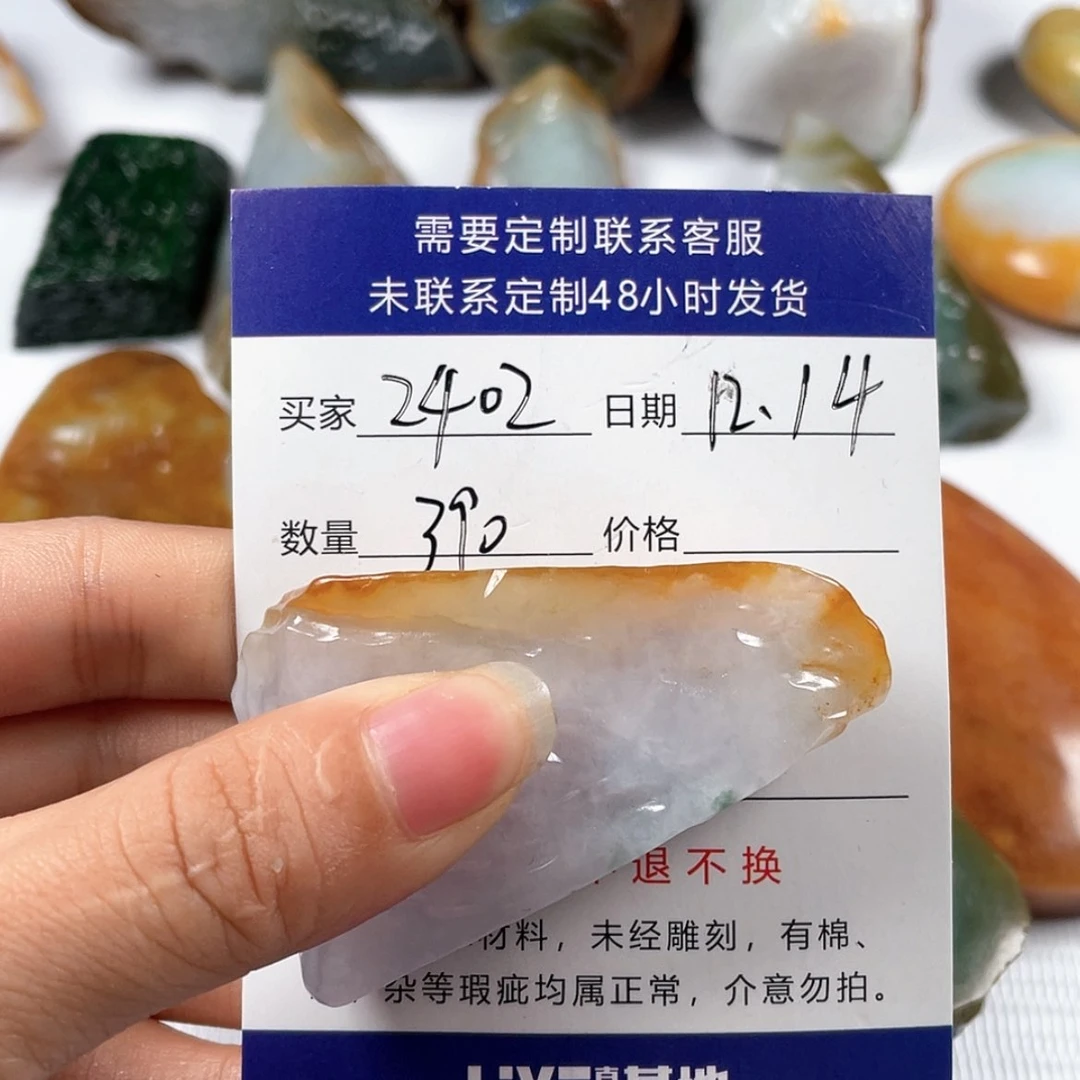 需要定制联系客服
未联系定制48小时发货
买家 2402 日期 12.14
数量 390 价格
退不换
材料，未经雕刻，有棉、
杂等瑕疵均属正常，介意勿拍。